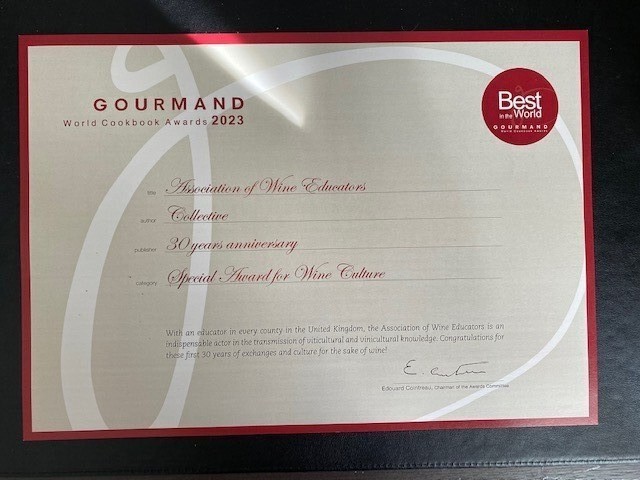 GOURMAND
World Cookbook Awards 2023
Best
in the World
GOURMAND
World Cookbook Awards
title Association of Wine Educators
author Collective
publisher 30 years anniversary
category Special Award for Wine Culture
With an educator in every county in the United Kingdom, the Association of Wine Educators is an
indispensable actor in the transmission of viticultural and vinicultural knowledge. Congratulations for
these first 30 years of exchanges and culture for the sake of wine!
Edouard Cointreau, Chairman of the Awards Committee